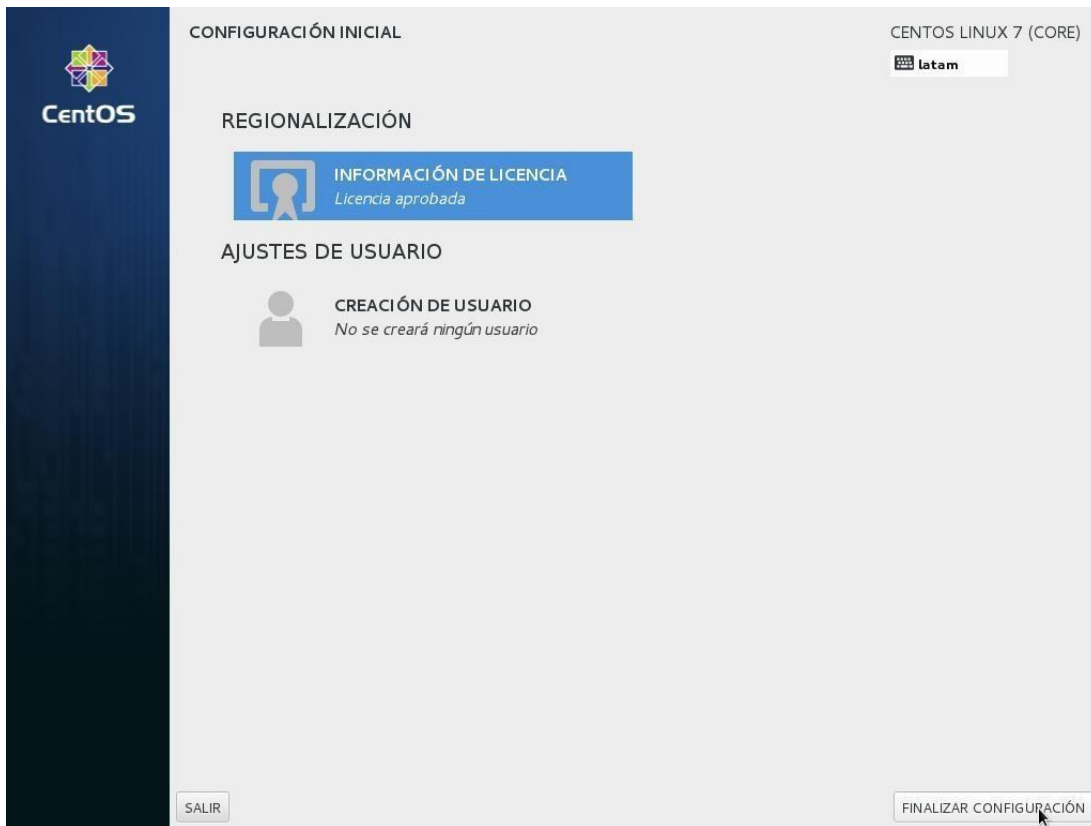 CONFIGURACIÓN INICIAL
CENTOS LINUX 7 (CORE)
latam
CentOS
REGIONALIZACIÓN
INFORMACIÓN DE LICENCIA
Licencia aprobada
AJUSTES DE USUARIO
CREACIÓN DE USUARIO
No se creará ningún usuario
SALIR
FINALIZAR CONFIGURACIÓN